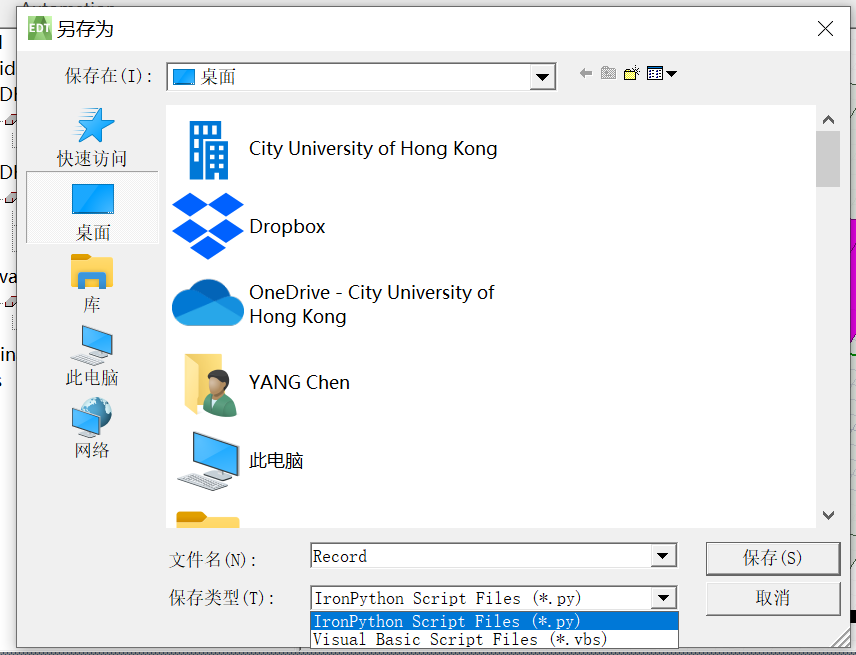 Automation
EDT 另存为
保存在(I):
桌面
快速访问
桌面
库
此电脑
网络
City University of Hong Kong
Dropbox
OneDrive - City University of
Hong Kong
YANG Chen
此电脑
文件名(N):
Record
保存(S)
保存类型(T):
IronPython Script Files (*.py)
取消
IronPython Script Files (*.py)
Visual Basic Script Files (*.vbs)